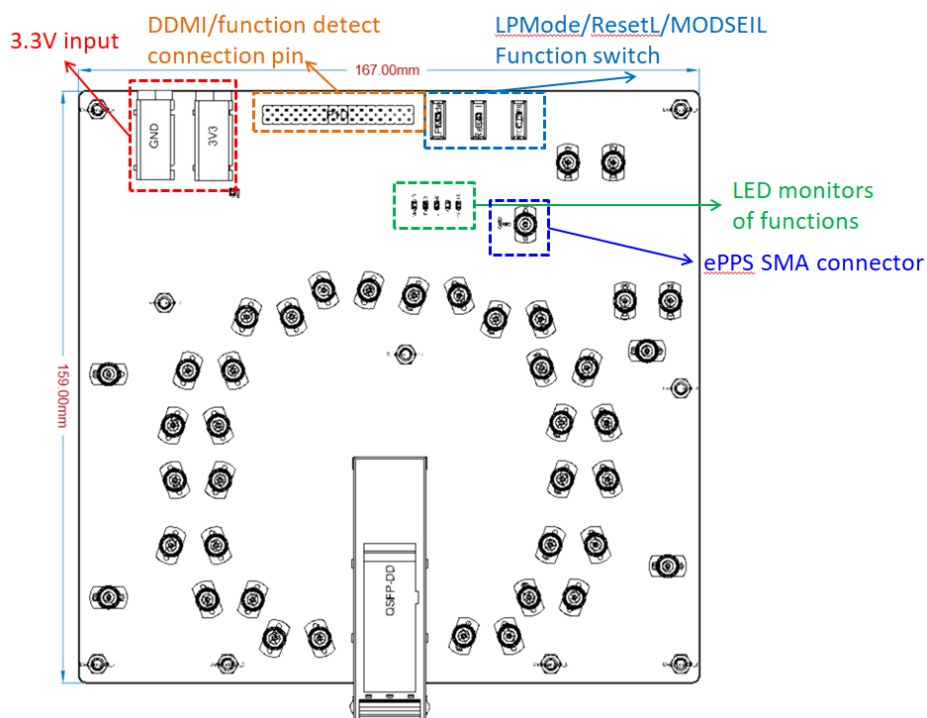 DDMI/function detect
connection pin
LPMode/ResetL/MODSEIL
Function switch
3.3V input
167.00mm
GND
3V3
LED monitors
of functions
ePPS SMA connector
159.00mm
QSFP-DD